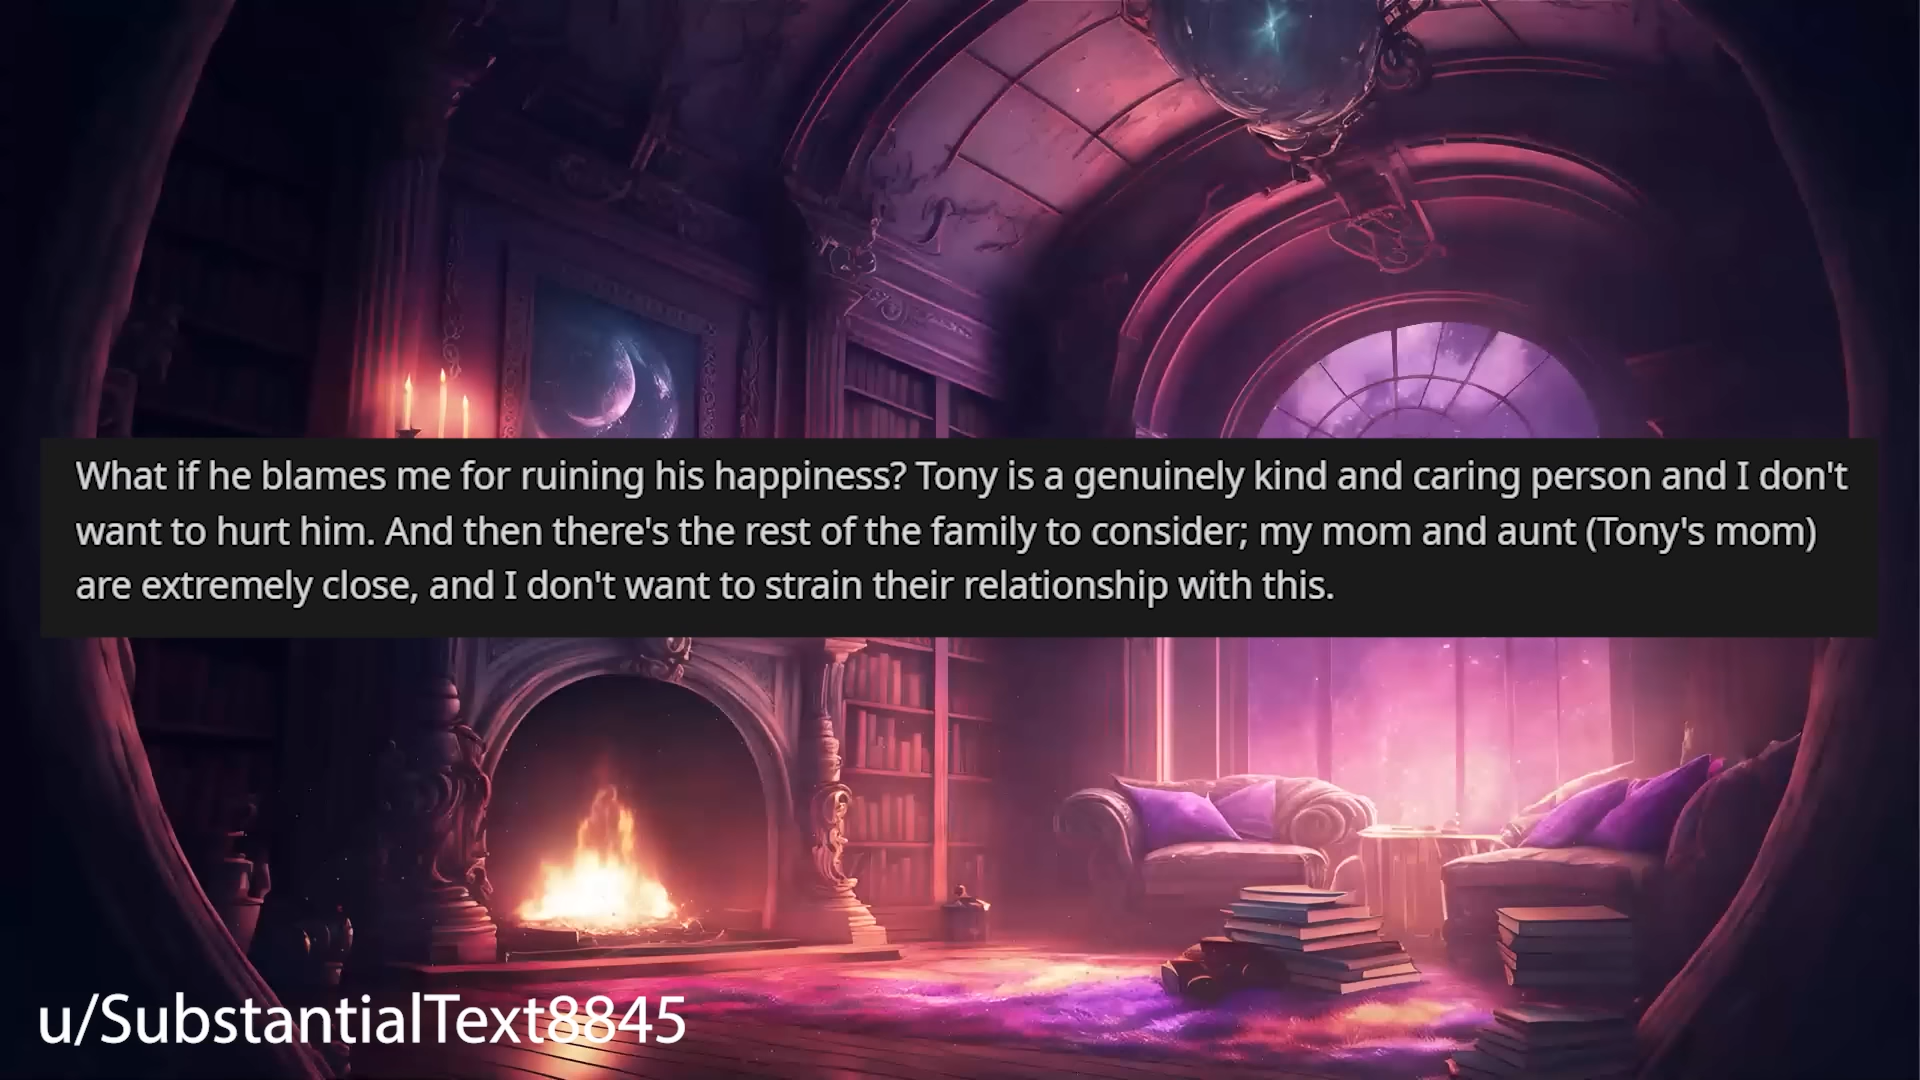 What if he blames me for ruining his happiness? Tony is a genuinely kind and caring person and I don't
want to hurt him. And then there's the rest of the family to consider; my mom and aunt (Tony's mom)
are extremely close, and I don't want to strain their relationship with this.
u/SubstantialText8845